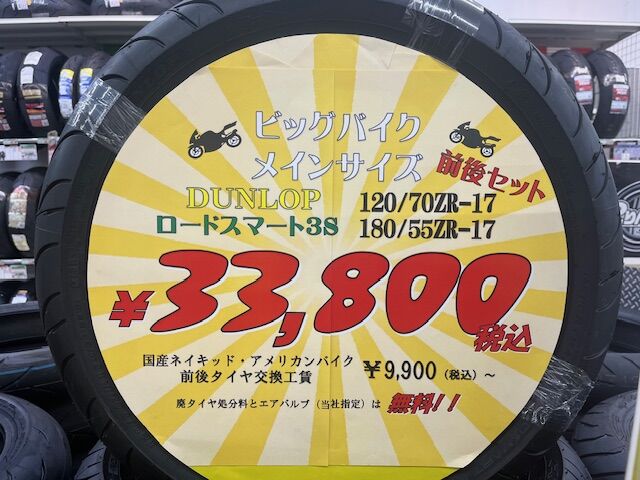 ビッグバイク
メインサイズ
前後セット
DUNLOP 120/70ZR-17
ロードスマート3S 180/55ZR-17
¥33,800
税込
国産ネイキッド・アメリカンバイク
前後タイヤ交換工賃 ¥9,900（税込）～
廃タイヤ処分料とエアバルブ（当社指定）は 無料!!